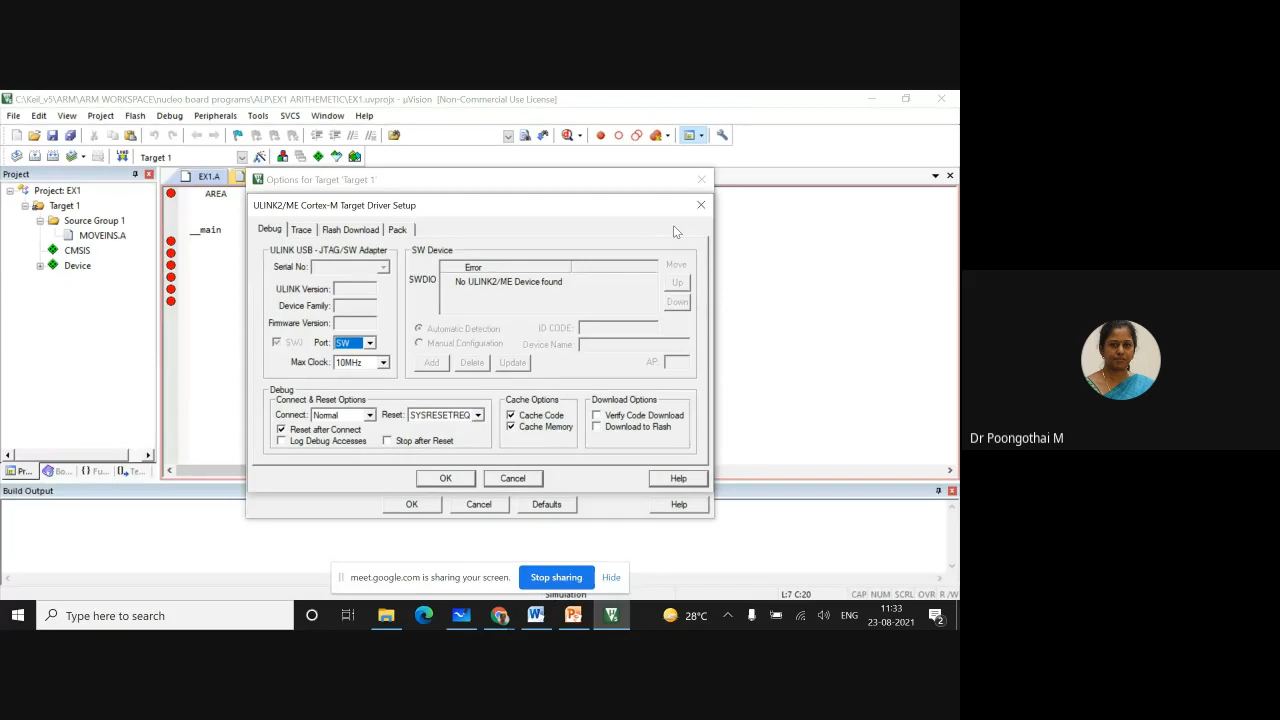 C:\Keil_v5\ARM\ARM WORKSPACE\nucleo board programs\ALP\EX1 ARITHEMETIC\EX1.uvprojx - µVision [Non-Commercial Use License]
File Edit View Project Flash Debug Peripherals Tools SVCS Window Help
LOAD Target 1
Project
EX1.A
Project: EX1
Target 1
Source Group 1
MOVEINS.A
CMSIS
Device
AREA
__main
Options for Target 'Target 1'
ULINK2/ME Cortex-M Target Driver Setup
Debug Trace Flash Download Pack
ULINK USB - JTAG/SW Adapter
Serial No:
ULINK Version:
Device Family:
Firmware Version:
SWJ Port: SW
Max Clock: 10MHz
SW Device
Error
SWDIO No ULINK2/ME Device found
Move
Up
Down
Automatic Detection ID CODE:
Manual Configuration Device Name:
Add Delete Update AP:
Debug
Connect & Reset Options
Connect: Normal Reset: SYSRESETREQ
Reset after Connect
Log Debug Accesses Stop after Reset
Cache Options
Cache Code
Cache Memory
Download Options
Verify Code Download
Download to Flash
OK Cancel Help
OK Cancel Defaults Help
Pr... Bo... {} Fu... Te...
Build Output
meet.google.com is sharing your screen. Stop sharing Hide
Simulation L:7 C:20 CAP NUM SCRL OVR R/W
Type here to search
28°C ENG 11:33
23-08-2021
2
Dr Poongothai M